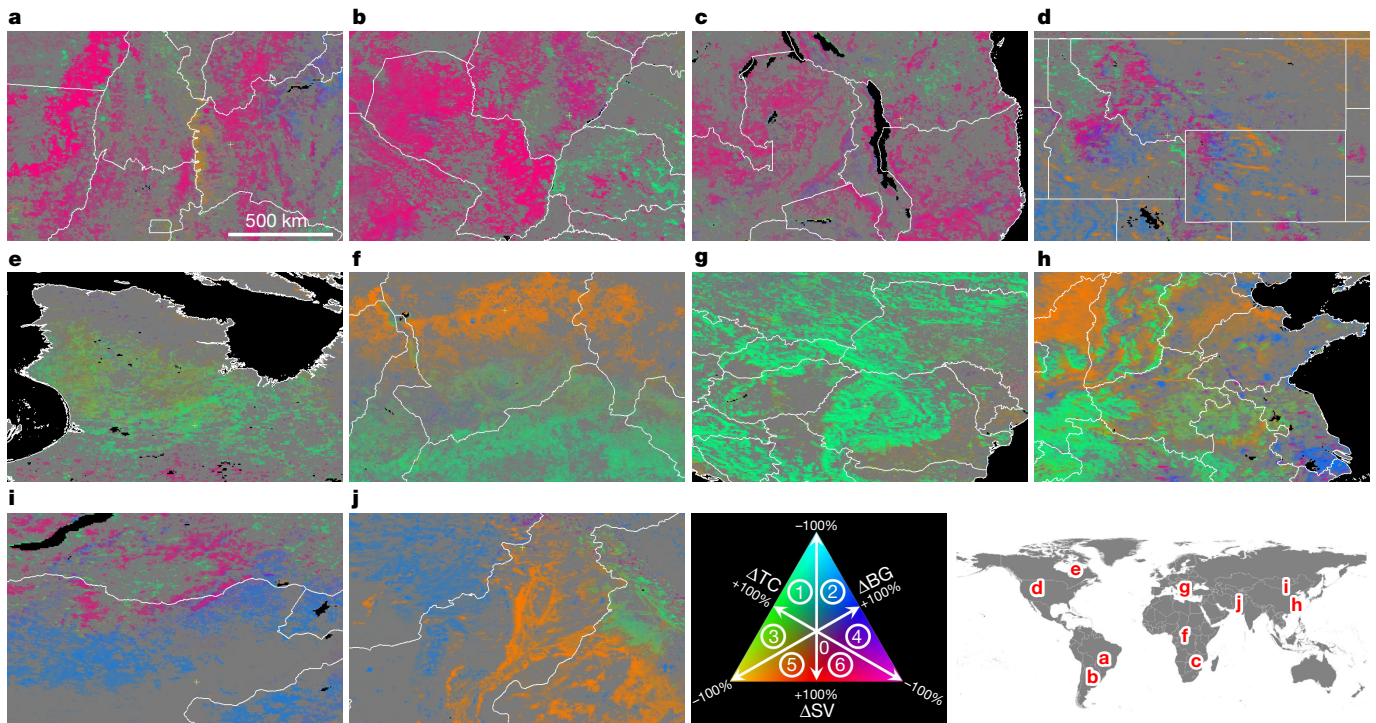 a b c d
500 km
e f g h
i j
–100%
ΔTC
+100%
ΔBG
+100%
1 2
3 4
0
5 6
–100% –100%
+100%
ΔSV
e
d g i
j h
f
a c
b